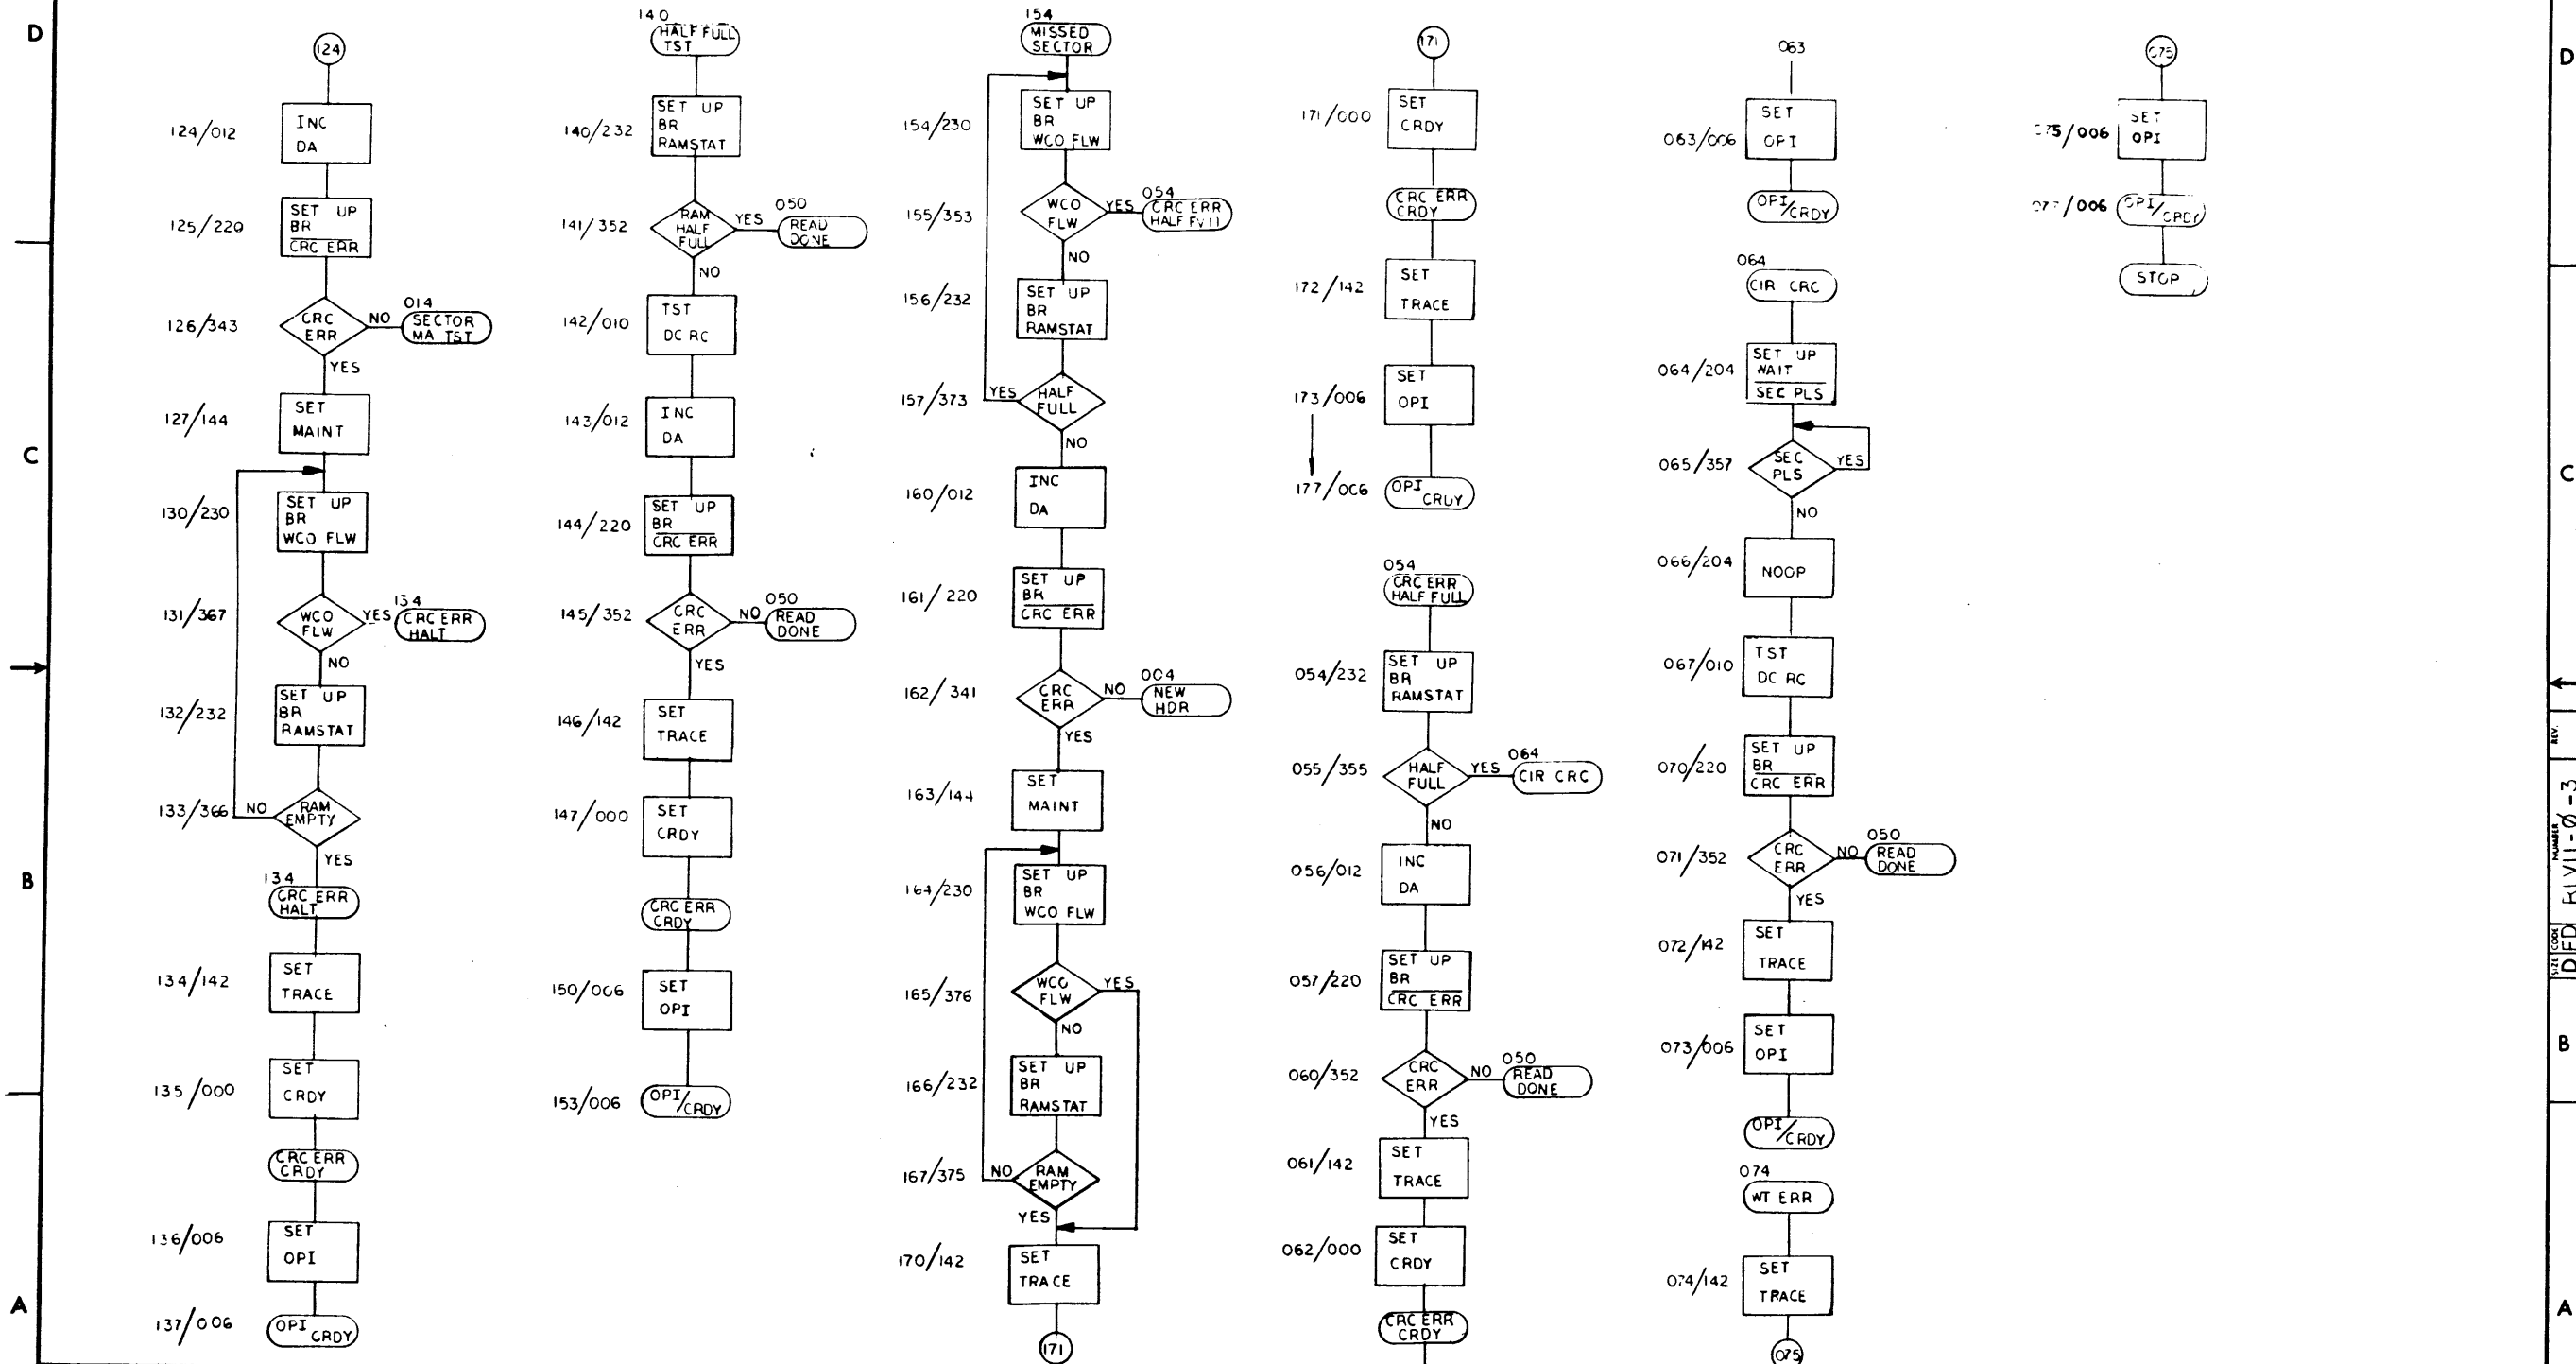 D
124
124/012
INC
DA
125/220
SET UP
BR
CRC ERR
126/343
CRC
ERR
NO
014
SECTOR
MA TST
YES
127/144
SET
MAINT
C
130/230
SET UP
BR
WCO FLW
131/367
WCO
FLW
YES
134
CRC ERR
HALT
NO
132/232
SET UP
BR
RAMSTAT
133/366
NO
RAM
EMPTY
YES
B
134
CRC ERR
HALT
134/142
SET
TRACE
135/000
SET
CRDY
CRC ERR
CRDY
136/006
SET
OPI
A
137/006
OPI
CRDY
140
HALF FULL
TST
140/232
SET UP
BR
RAMSTAT
141/352
RAM
HALF
FULL
YES
050
READ
DONE
NO
142/010
TST
DC RC
143/012
INC
DA
144/220
SET UP
BR
CRC ERR
145/352
CRC
ERR
NO
050
READ
DONE
YES
146/142
SET
TRACE
147/000
SET
CRDY
CRC ERR
CRDY
150/006
SET
OPI
153/006
OPI/CRDY
154
MISSED
SECTOR
154/230
SET UP
BR
WCO FLW
155/353
WCO
FLW
YES
054
CRC ERR
HALF FULL
NO
156/232
SET UP
BR
RAMSTAT
157/373
YES
HALF
FULL
NO
160/012
INC
DA
161/220
SET UP
BR
CRC ERR
162/341
CRC
ERR
NO
004
NEW
HDR
YES
163/144
SET
MAINT
164/230
SET UP
BR
WCO FLW
165/376
WCO
FLW
YES
NO
166/232
SET UP
BR
RAMSTAT
167/375
NO
RAM
EMPTY
YES
170/142
SET
TRACE
171
171
171/000
SET
CRDY
CRC ERR
CRDY
172/142
SET
TRACE
173/006
SET
OPI
177/006
OPI
CRDY
054
CRC ERR
HALF FULL
054/232
SET UP
BR
RAMSTAT
055/355
HALF
FULL
YES
064
CIR CRC
NO
056/012
INC
DA
057/220
SET UP
BR
CRC ERR
060/352
CRC
ERR
NO
050
READ
DONE
YES
061/142
SET
TRACE
062/000
SET
CRDY
CRC ERR
CRDY
063
063/006
SET
OPI
OPI/CRDY
064
CIR CRC
064/204
SET UP
WAIT
SEC PLS
065/357
SEC
PLS
YES
NO
066/204
NOOP
067/010
TST
DC RC
070/220
SET UP
BR
CRC ERR
071/352
CRC
ERR
NO
050
READ
DONE
YES
072/142
SET
TRACE
073/006
SET
OPI
OPI/CRDY
074
WT ERR
074/142
SET
TRACE
075
075
075/006
SET
OPI
/006
OPI/CRDY
STOP
D
C
REV.
NUMBER
RLV11-0-3
SIZE
CODE
D
FD
B
A